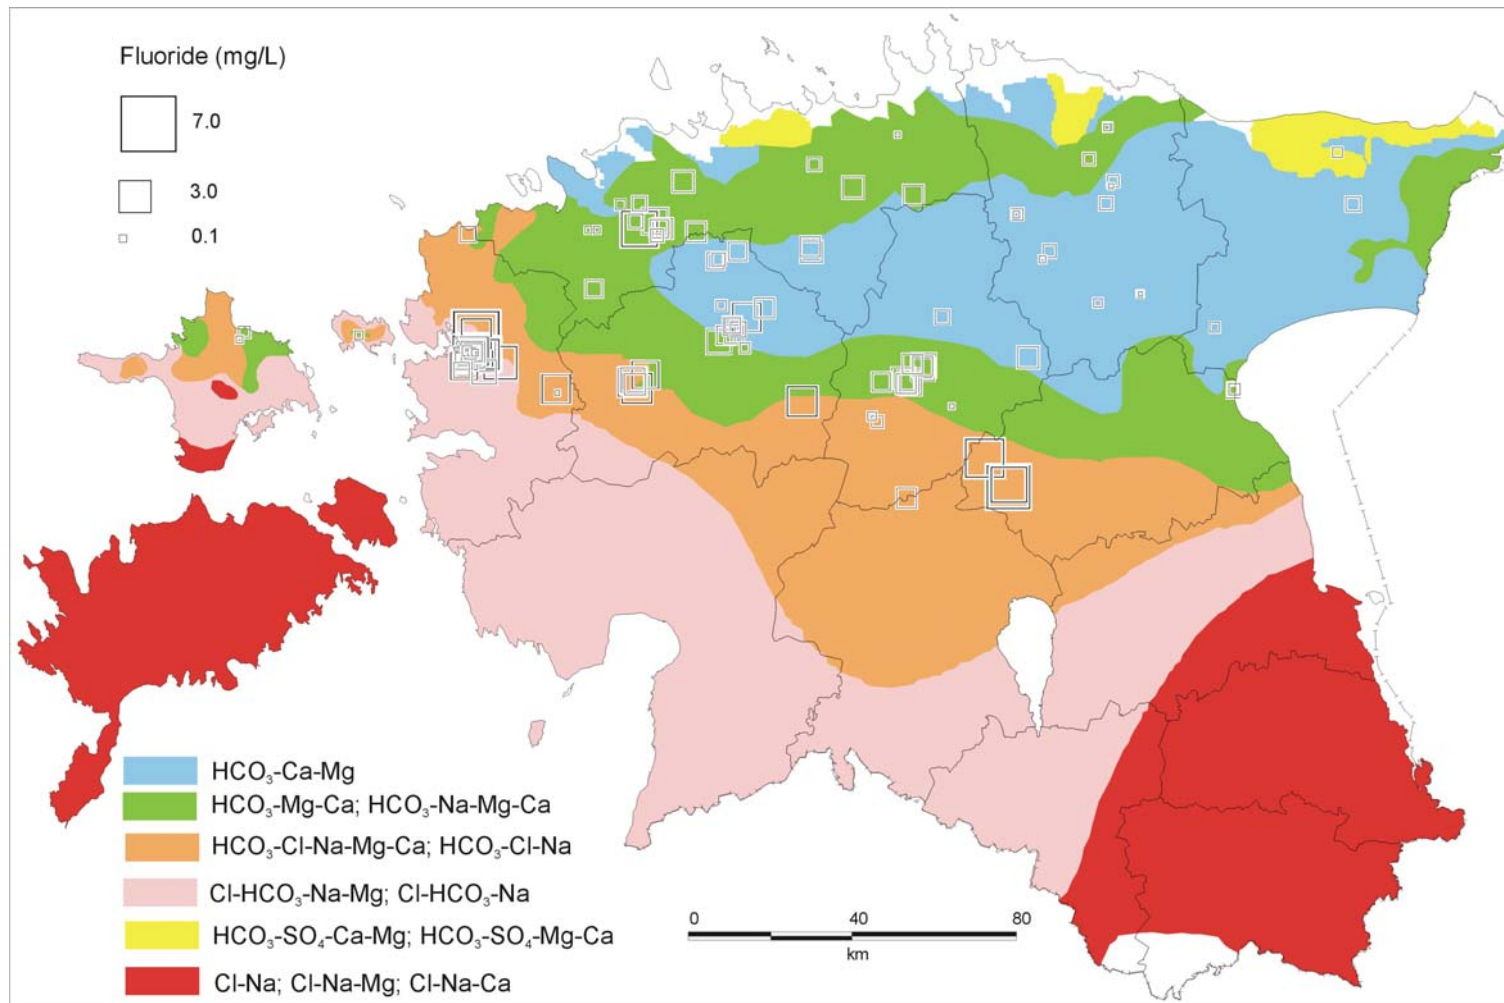 Fluoride (mg/L)
7.0
3.0
0.1
HCO₃-Ca-Mg
HCO₃-Mg-Ca; HCO₃-Na-Mg-Ca
HCO₃-Cl-Na-Mg-Ca; HCO₃-Cl-Na
Cl-HCO₃-Na-Mg; Cl-HCO₃-Na
HCO₃-SO₄-Ca-Mg; HCO₃-SO₄-Mg-Ca
Cl-Na; Cl-Na-Mg; Cl-Na-Ca
0 40 80
km